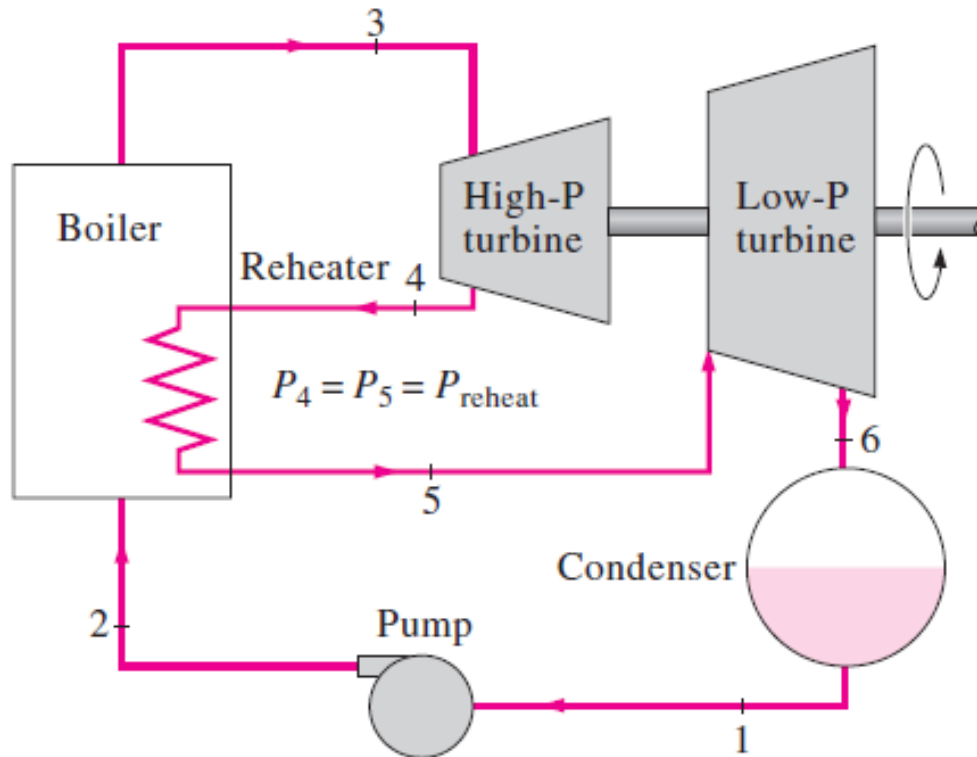 3
High-P
turbine
Low-P
turbine
Boiler
Reheater
4
P4 = P5 = Preheat
5
6
Condenser
2
Pump
1